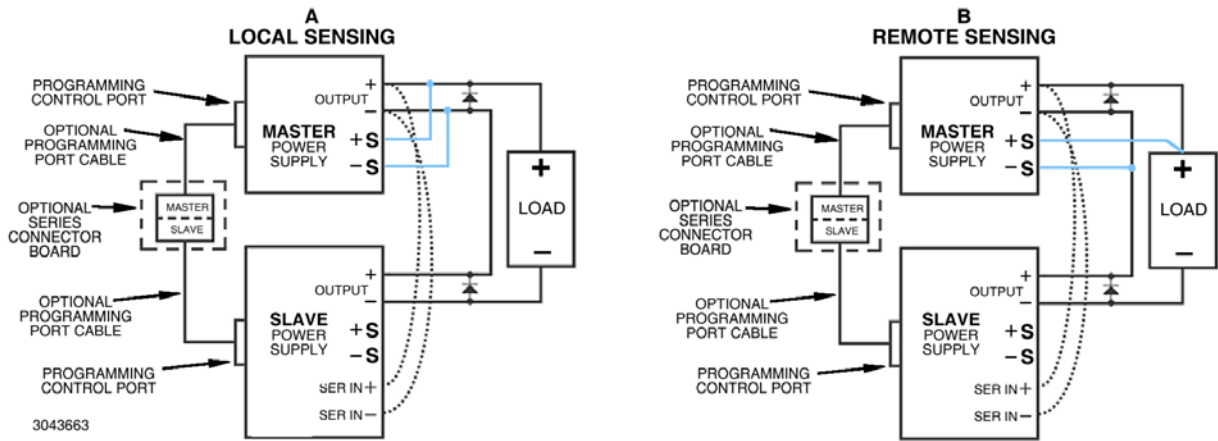 A
LOCAL SENSING
PROGRAMMING
CONTROL PORT
OPTIONAL
PROGRAMMING
PORT CABLE
OPTIONAL
SERIES
CONNECTOR
BOARD
MASTER
SLAVE
OPTIONAL
PROGRAMMING
PORT CABLE
PROGRAMMING
CONTROL PORT
+
OUTPUT
−
MASTER
POWER
SUPPLY
+S
−S
+
LOAD
−
+
OUTPUT
−
SLAVE
POWER
SUPPLY
+S
−S
SER IN+
SER IN−
3043663
B
REMOTE SENSING
PROGRAMMING
CONTROL PORT
OPTIONAL
PROGRAMMING
PORT CABLE
OPTIONAL
SERIES
CONNECTOR
BOARD
MASTER
SLAVE
OPTIONAL
PROGRAMMING
PORT CABLE
PROGRAMMING
CONTROL PORT
+
OUTPUT
−
MASTER
POWER
SUPPLY
+S
−S
+
LOAD
−
+
OUTPUT
−
SLAVE
POWER
SUPPLY
+S
−S
SER IN+
SER IN−